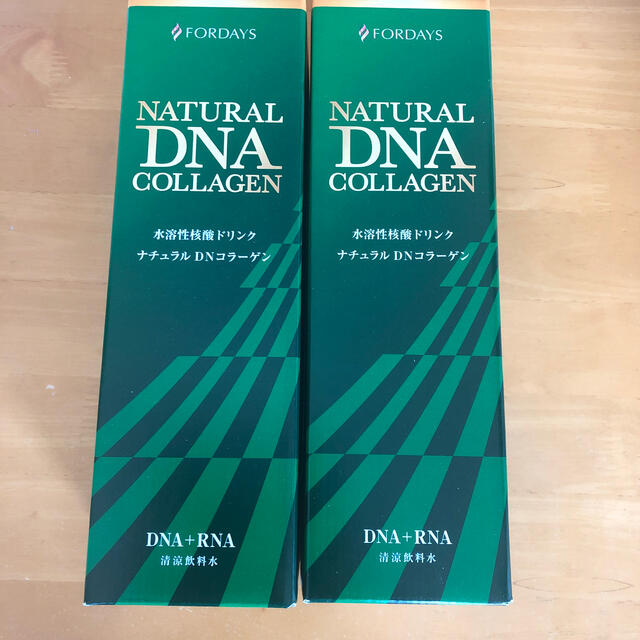 FORDAYS
NATURAL
DNA
COLLAGEN
水溶性核酸ドリンク
ナチュラル DNコラーゲン
DNA+RNA
清涼飲料水
FORDAYS
NATURAL
DNA
COLLAGEN
水溶性核酸ドリンク
ナチュラル DNコラーゲン
DNA+RNA
清涼飲料水